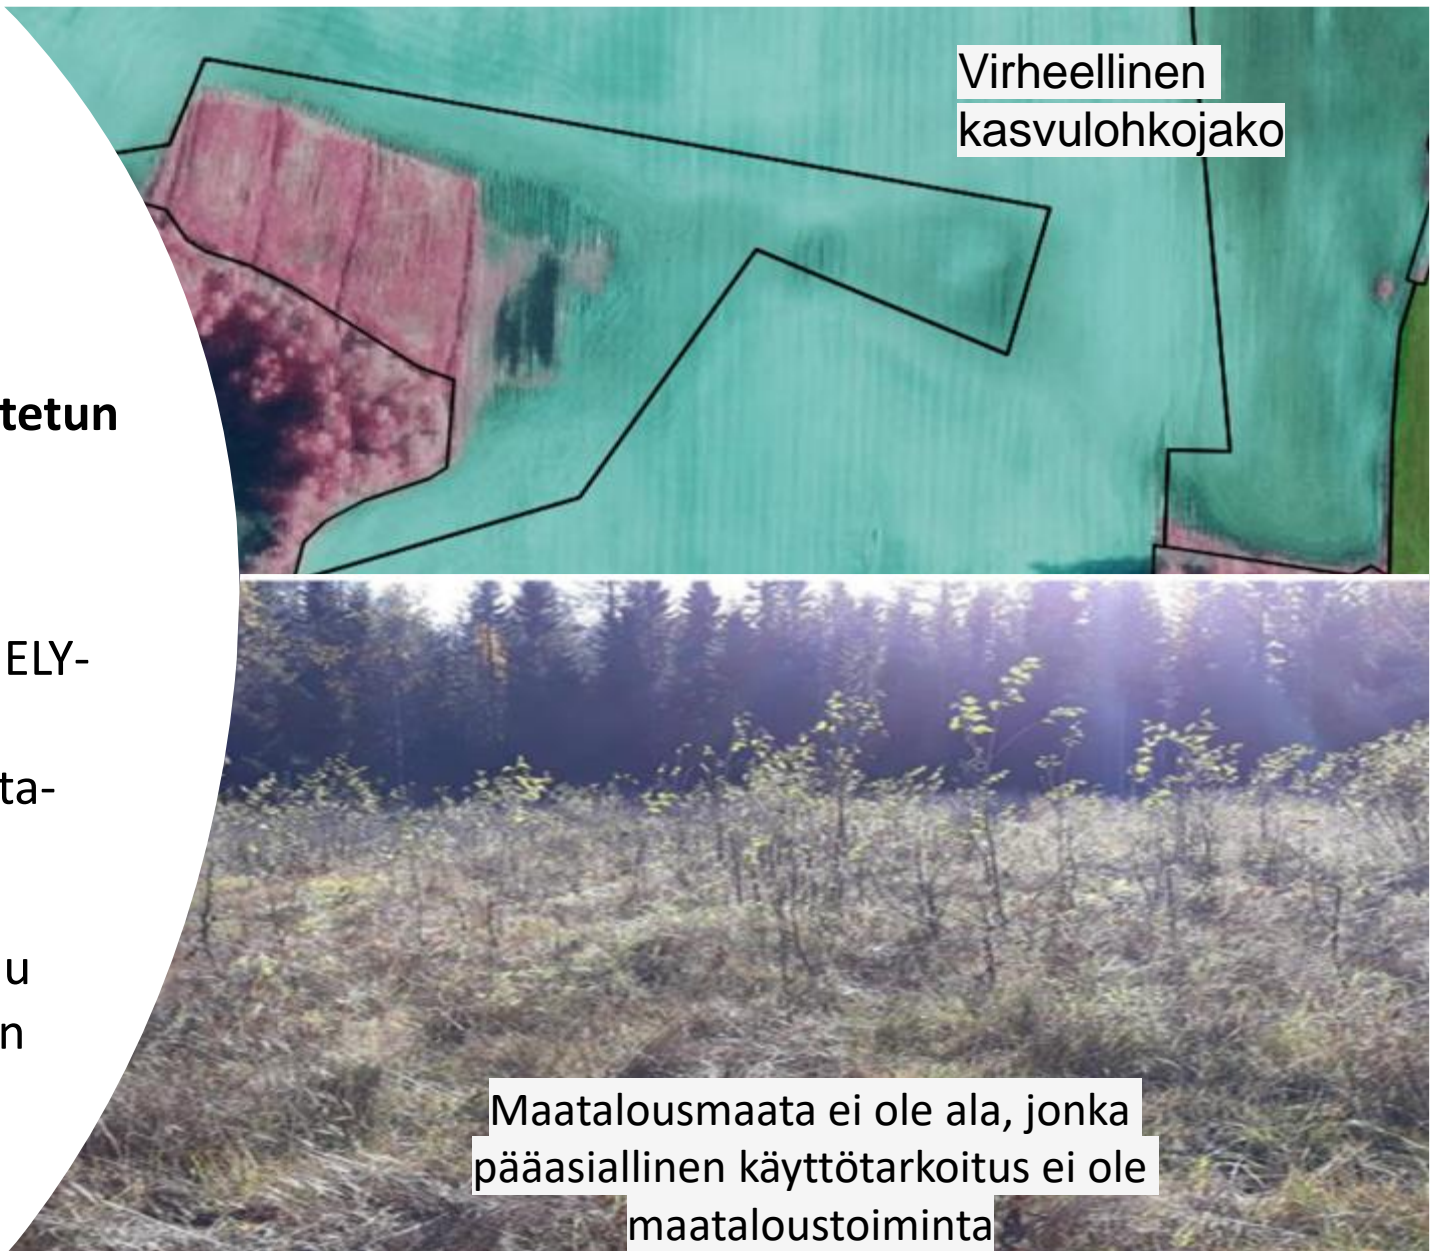 Virheellinen
kasvulohkojako
tetun
ELY-
ta-
u
n
Maatalousmaata ei ole ala, jonka
pääasiallinen käyttötarkoitus ei ole
maataloustoiminta